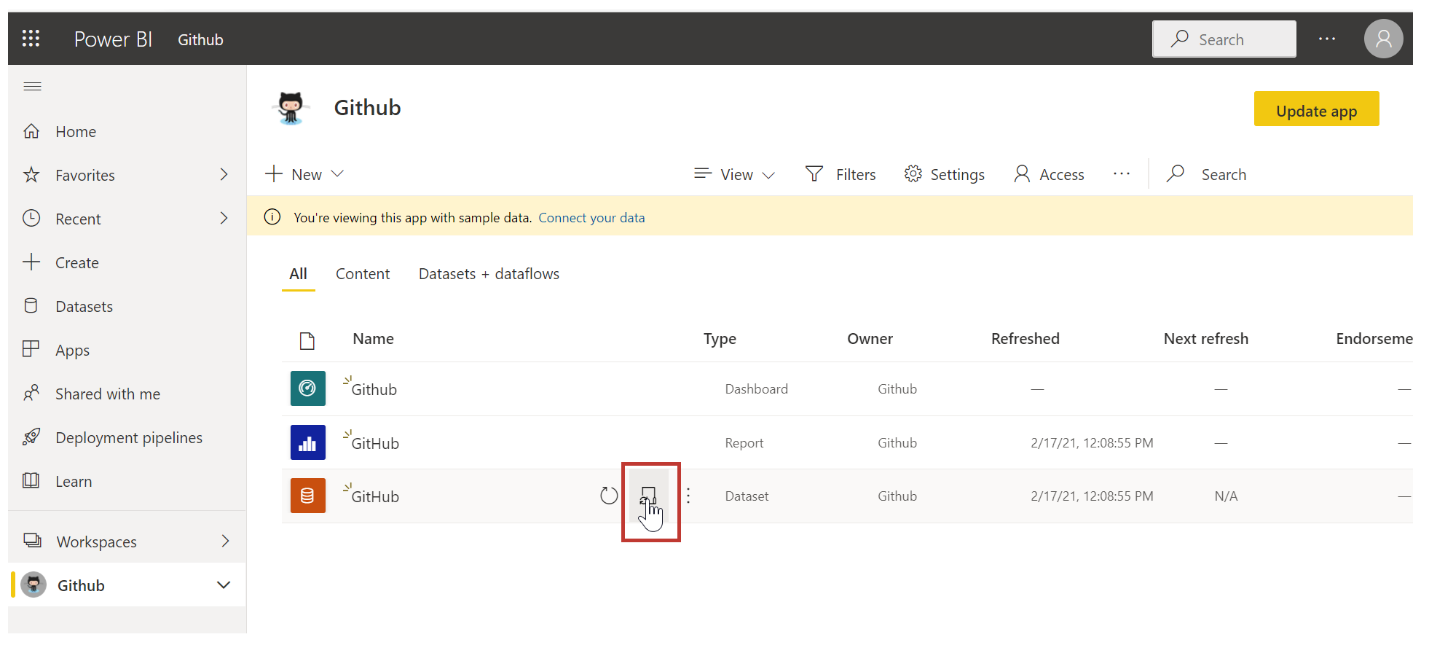 Power BI Github Search ...
Github
Update app
Home
Favorites
Recent
Create
Datasets
Apps
Shared with me
Deployment pipelines
Learn
Workspaces
Github
New View Filters Settings Access ... Search
You're viewing this app with sample data. Connect your data
All Content Datasets + dataflows
Name Type Owner Refreshed Next refresh Endorseme
Github Dashboard Github — — —
GitHub Report Github 2/17/21, 12:08:55 PM — —
GitHub Dataset Github 2/17/21, 12:08:55 PM N/A —